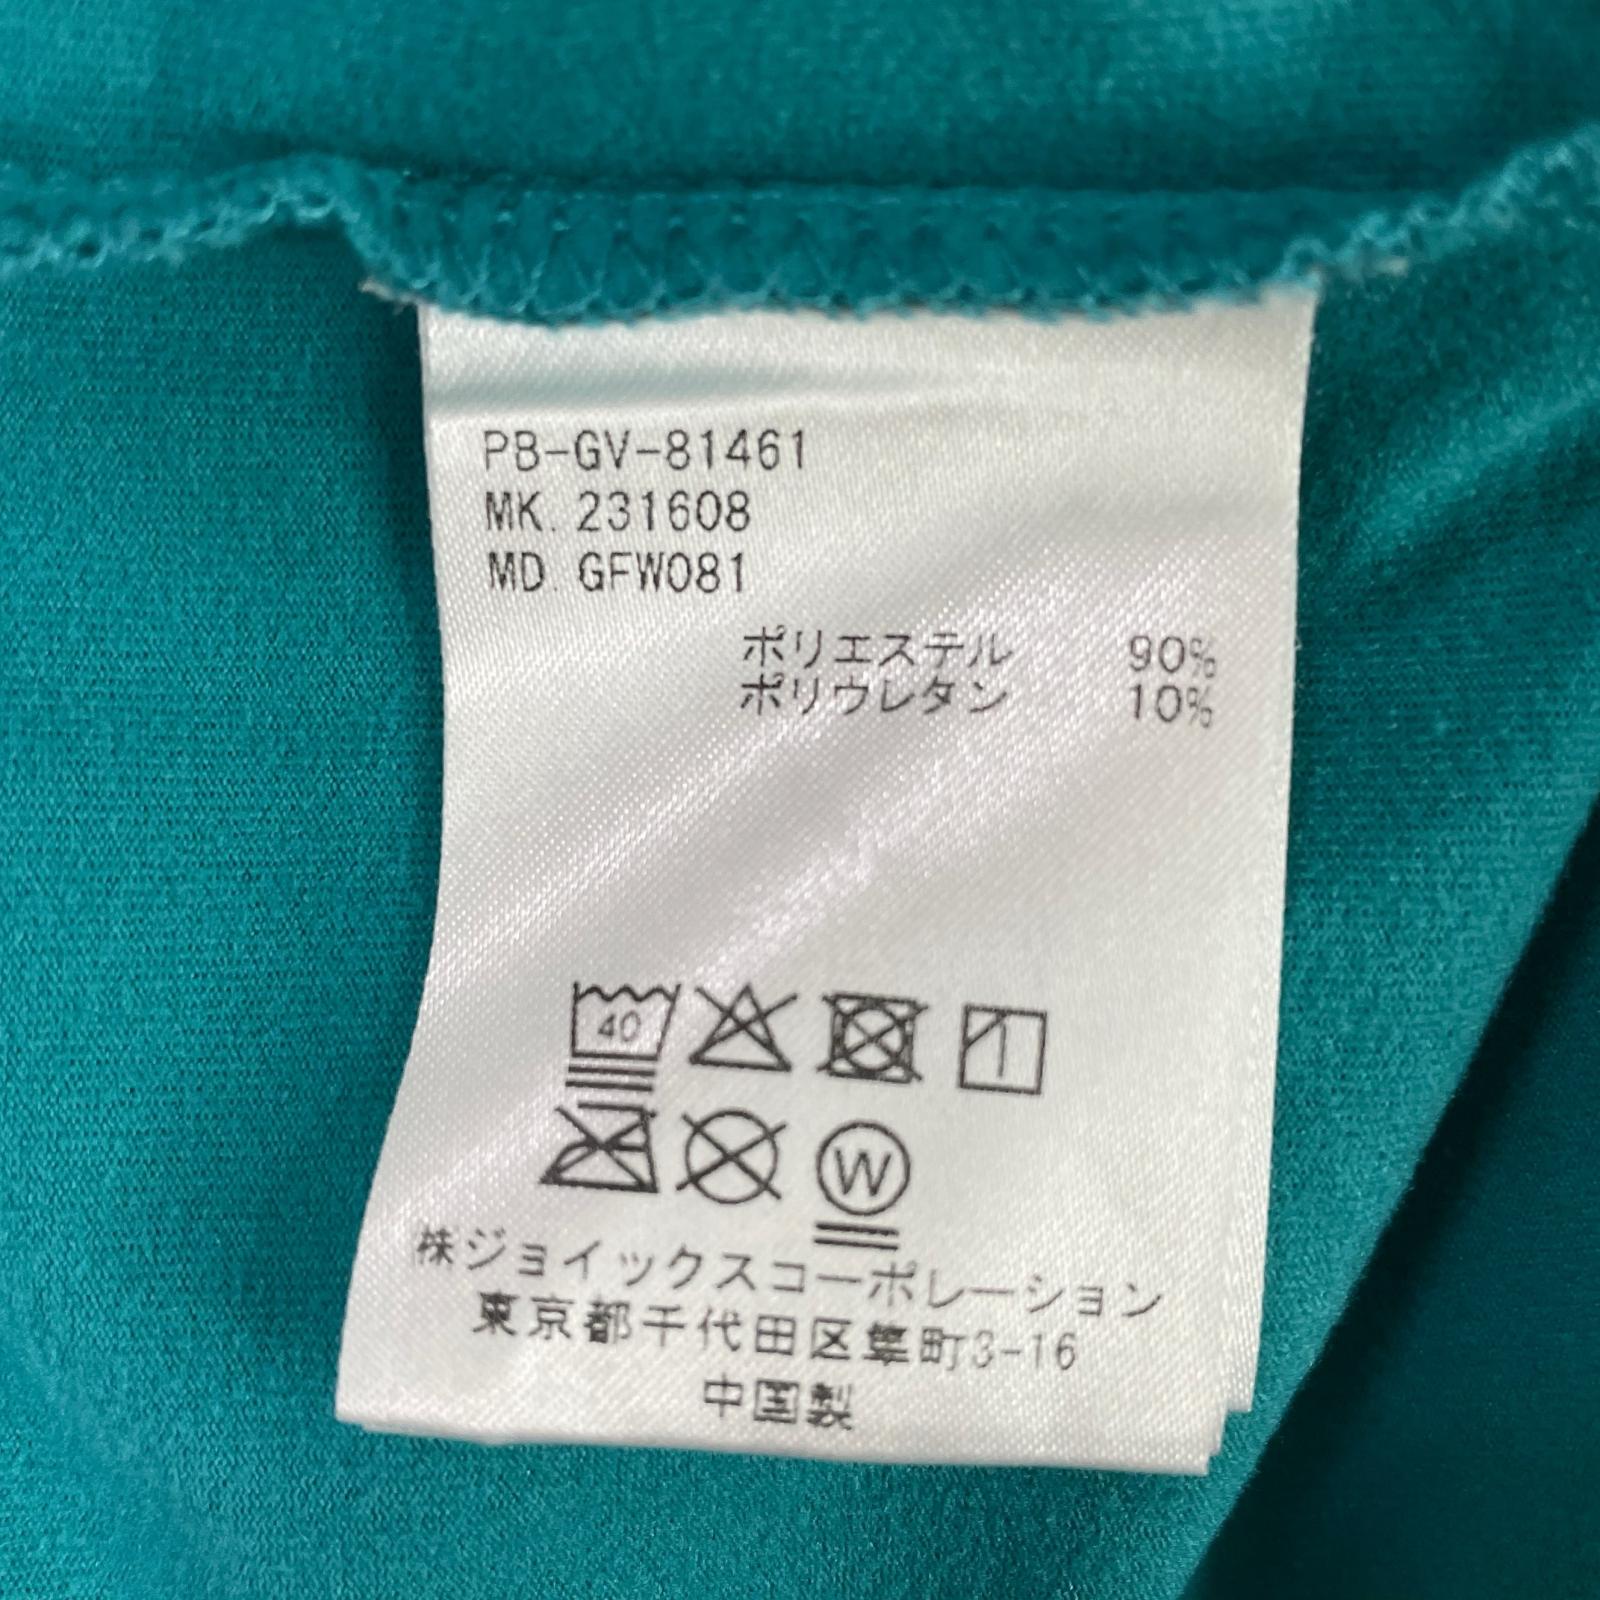 PB-GV-81461
MK. 231608
MD. GFW081
ポリエステル 90%
ポリウレタン 10%
40
W
株ジョイックスコーポレーション
東京都千代田区隼町3-16
中国製